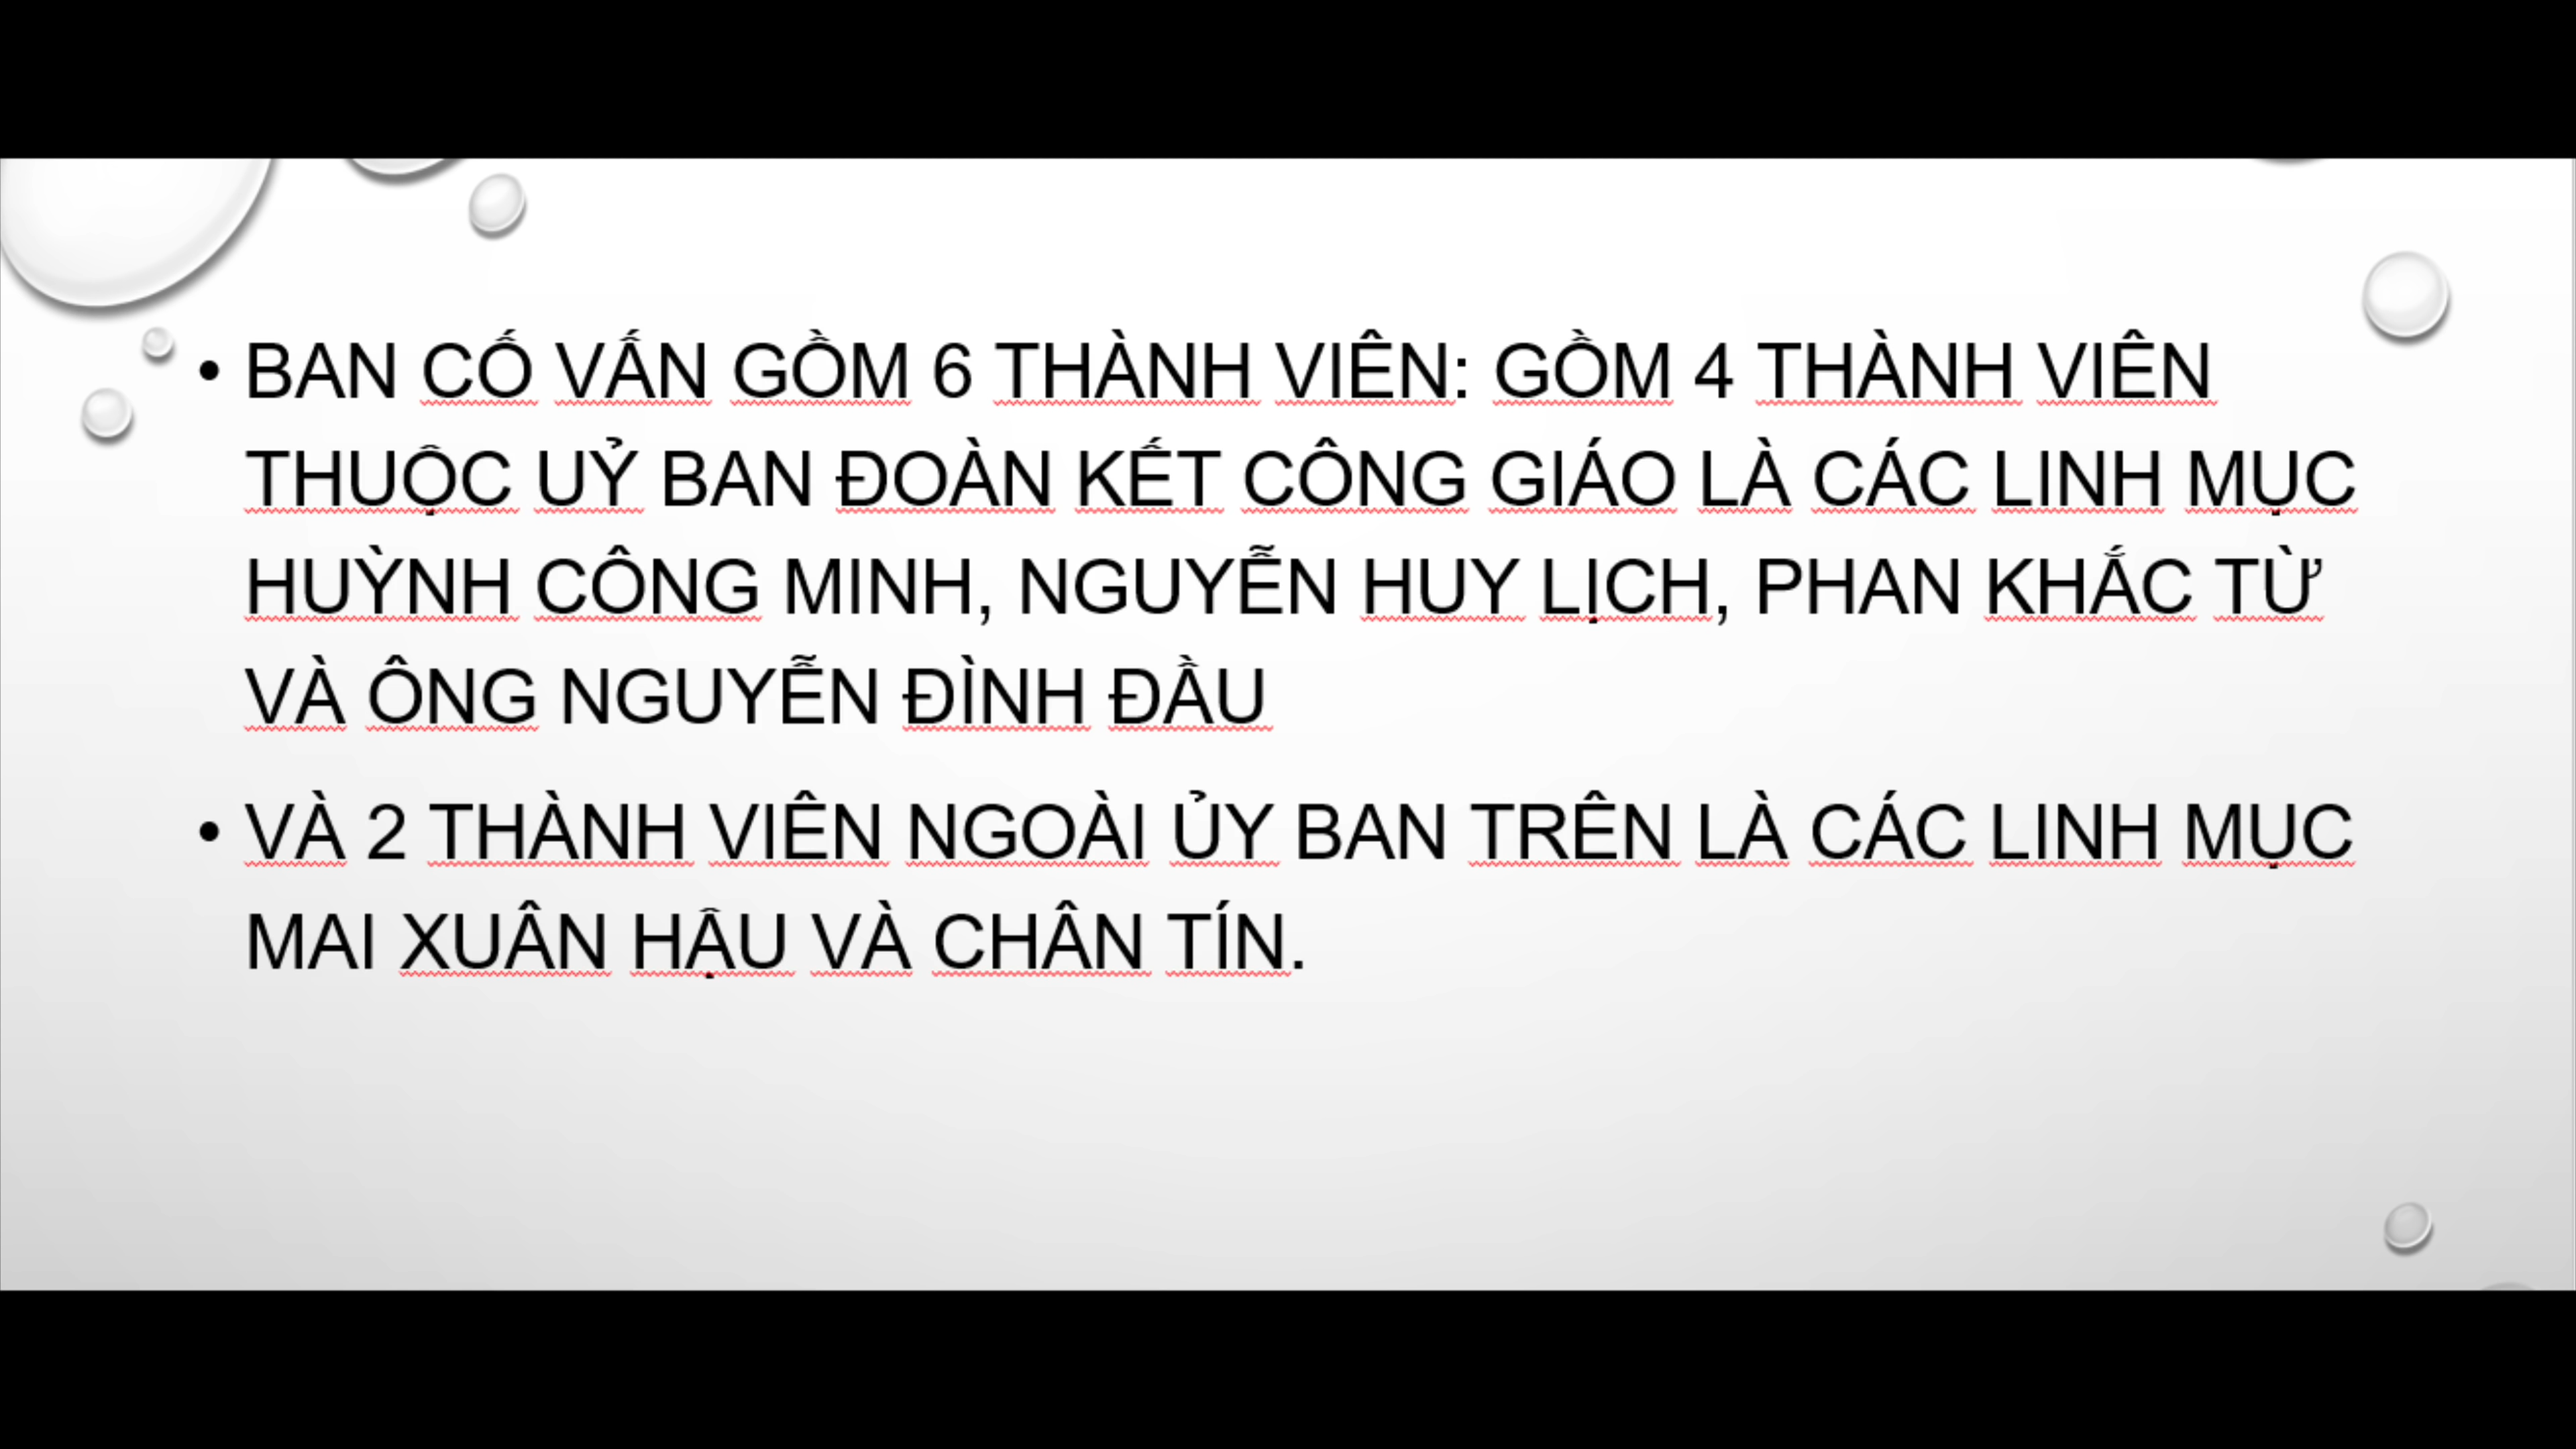 • BAN CỐ VẤN GỒM 6 THÀNH VIÊN: GỒM 4 THÀNH VIÊN
THUỘC UỶ BAN ĐOÀN KẾT CÔNG GIÁO LÀ CÁC LINH MỤC
HUỲNH CÔNG MINH, NGUYỄN HUY LỊCH, PHAN KHẮC TỪ
VÀ ÔNG NGUYỄN ĐÌNH ĐẦU
• VÀ 2 THÀNH VIÊN NGOÀI ỦY BAN TRÊN LÀ CÁC LINH MỤC
MAI XUÂN HẬU VÀ CHÂN TÍN.